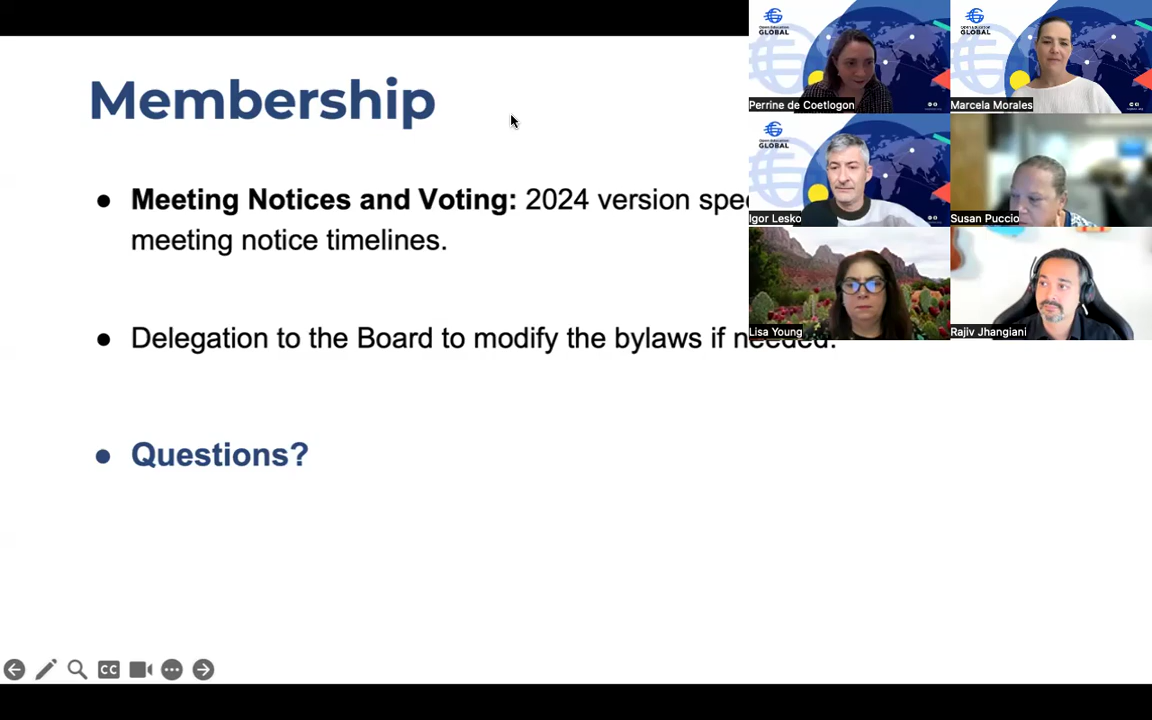 Membership
● Meeting Notices and Voting: 2024 version
meeting notice timelines.
● Delegation to the Board to modify the bylaws if needed.
● Questions?
GLOBAL
Perrine de Coetlogon
GLOBAL
Marcela Morales
GLOBAL
Igor Lesko
Susan Puccio
Lisa Young
Rajiv Jhangiani
CC